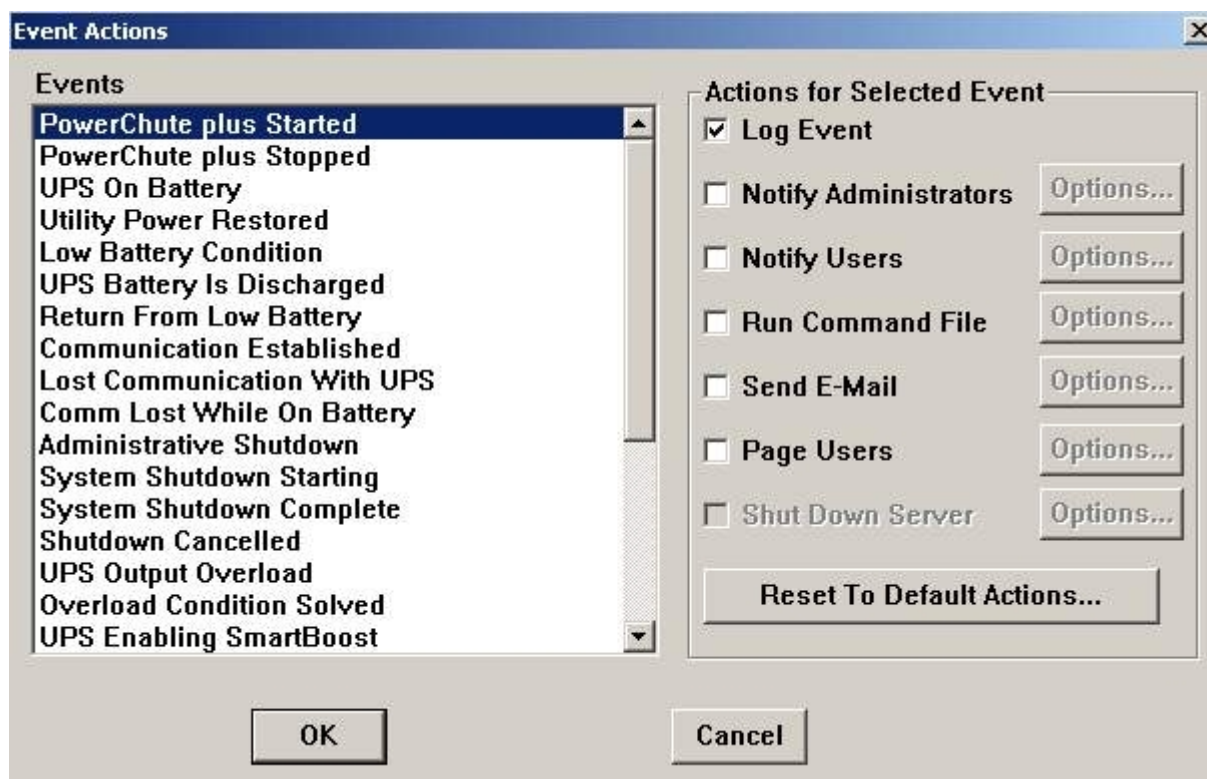 Event Actions
Events
PowerChute plus Started
PowerChute plus Stopped
UPS On Battery
Utility Power Restored
Low Battery Condition
UPS Battery Is Discharged
Return From Low Battery
Communication Established
Lost Communication With UPS
Comm Lost While On Battery
Administrative Shutdown
System Shutdown Starting
System Shutdown Complete
Shutdown Cancelled
UPS Output Overload
Overload Condition Solved
UPS Enabling SmartBoost
Actions for Selected Event
Log Event
Notify Administrators Options...
Notify Users Options...
Run Command File Options...
Send E-Mail Options...
Page Users Options...
Shut Down Server Options...
Reset To Default Actions...
OK Cancel